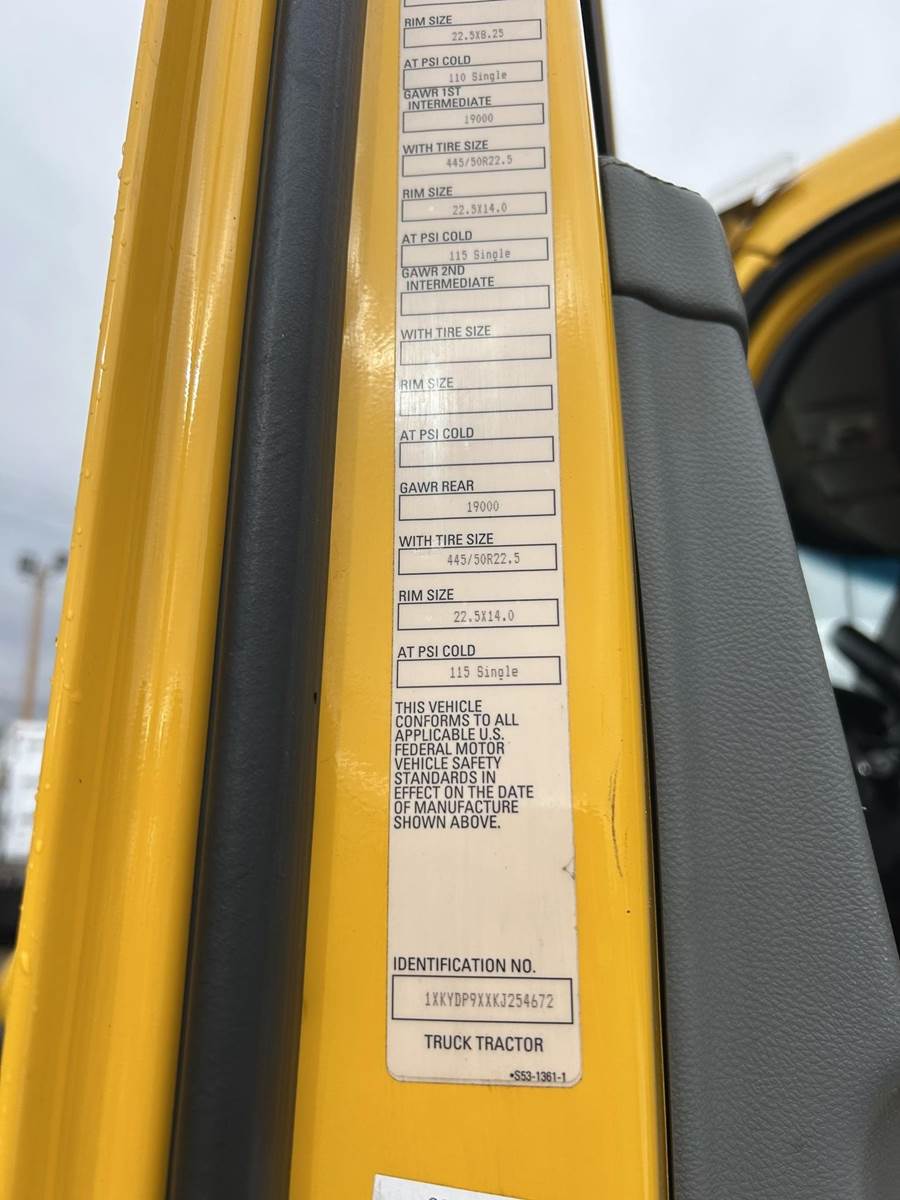 RIM SIZE
22.5X8.25
AT PSI COLD
110 Single
GAWR 1ST
INTERMEDIATE
19000
WITH TIRE SIZE
445/50R22.5
RIM SIZE
22.5X14.0
AT PSI COLD
115 Single
GAWR 2ND
INTERMEDIATE
WITH TIRE SIZE
RIM SIZE
AT PSI COLD
GAWR REAR
19000
WITH TIRE SIZE
445/50R22.5
RIM SIZE
22.5X14.0
AT PSI COLD
115 Single
THIS VEHICLE
CONFORMS TO ALL
APPLICABLE U.S.
FEDERAL MOTOR
VEHICLE SAFETY
STANDARDS IN
EFFECT ON THE DATE
OF MANUFACTURE
SHOWN ABOVE.
IDENTIFICATION NO.
1XKYDP9XXKJ254672
TRUCK TRACTOR
•S53-1361-1